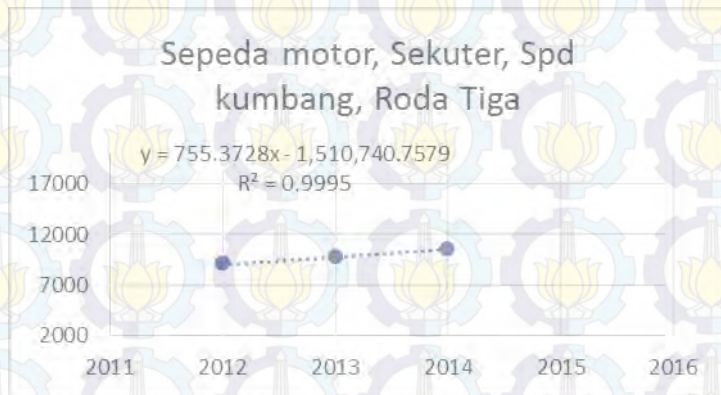 Sepeda motor, Sekuter, Spd
kumbang, Roda Tiga
y = 755.3728x - 1,510,740.7579
R² = 0.9995
17000
12000
7000
2000
2011 2012 2013 2014 2015 2016